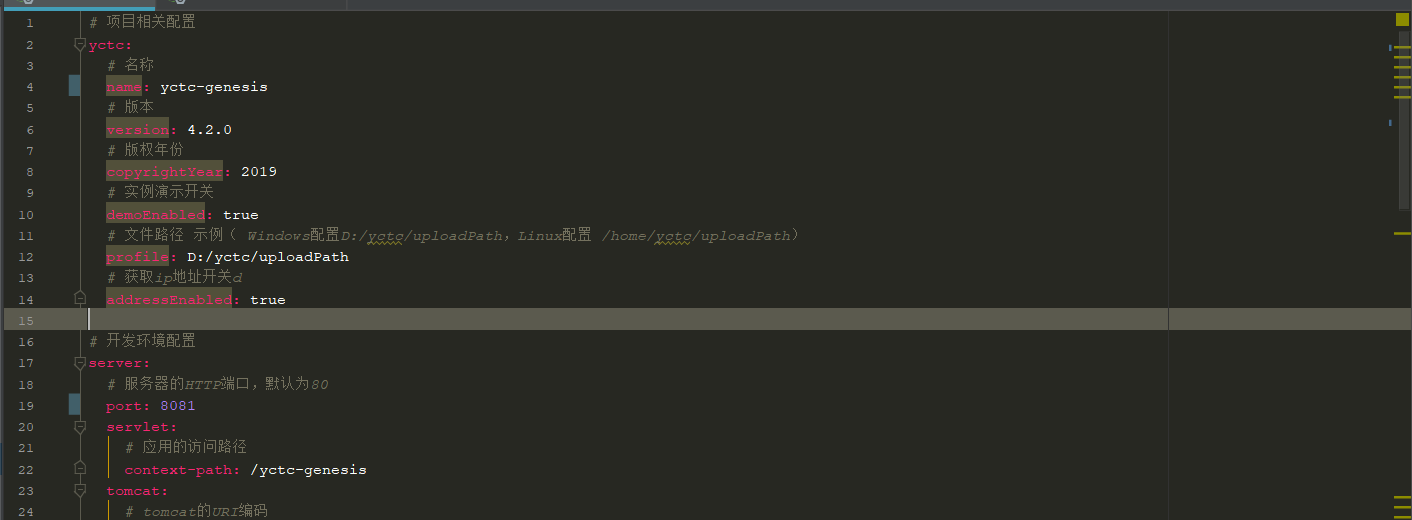 1 # 项目相关配置
2 yctc:
3 # 名称
4 name: yctc-genesis
5 # 版本
6 version: 4.2.0
7 # 版权年份
8 copyrightYear: 2019
9 # 实例演示开关
10 demoEnabled: true
11 # 文件路径 示例（ Windows配置D:/yctc/uploadPath，Linux配置 /home/yctc/uploadPath）
12 profile: D:/yctc/uploadPath
13 # 获取ip地址开关d
14 addressEnabled: true
15
16 # 开发环境配置
17 server:
18 # 服务器的HTTP端口，默认为80
19 port: 8081
20 servlet:
21 # 应用的访问路径
22 context-path: /yctc-genesis
23 tomcat:
24 # tomcat的URI编码